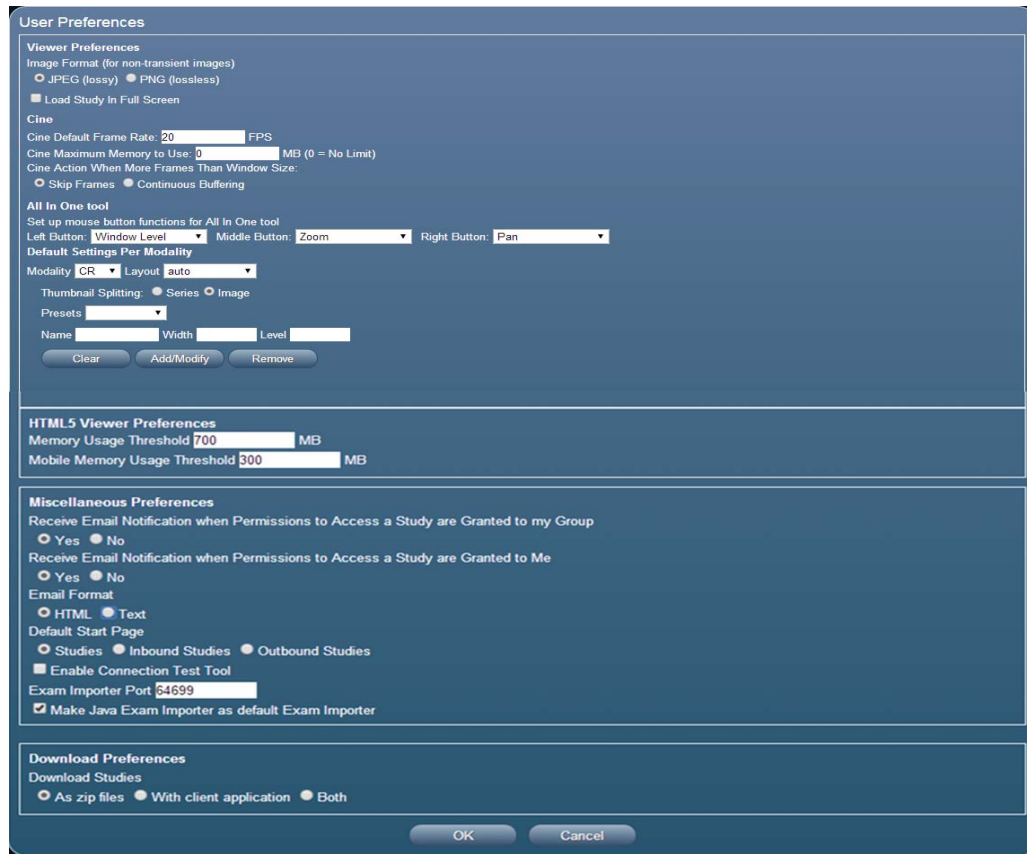 User Preferences
Viewer Preferences
Image Format (for non-transient images)
JPEG (lossy) PNG (lossless)
Load Study In Full Screen
Cine
Cine Default Frame Rate: 20 FPS
Cine Maximum Memory to Use: 0 MB (0 = No Limit)
Cine Action When More Frames Than Window Size:
Skip Frames Continuous Buffering
All In One tool
Set up mouse button functions for All In One tool
Left Button: Window Level Middle Button: Zoom Right Button: Pan
Default Settings Per Modality
Modality CR Layout auto
Thumbnail Splitting: Series Image
Presets
Name Width Level
Clear Add/Modify Remove
HTML5 Viewer Preferences
Memory Usage Threshold 700 MB
Mobile Memory Usage Threshold 300 MB
Miscellaneous Preferences
Receive Email Notification when Permissions to Access a Study are Granted to my Group
Yes No
Receive Email Notification when Permissions to Access a Study are Granted to Me
Yes No
Email Format
HTML Text
Default Start Page
Studies Inbound Studies Outbound Studies
Enable Connection Test Tool
Exam Importer Port 64699
Make Java Exam Importer as default Exam Importer
Download Preferences
Download Studies
As zip files With client application Both
OK Cancel